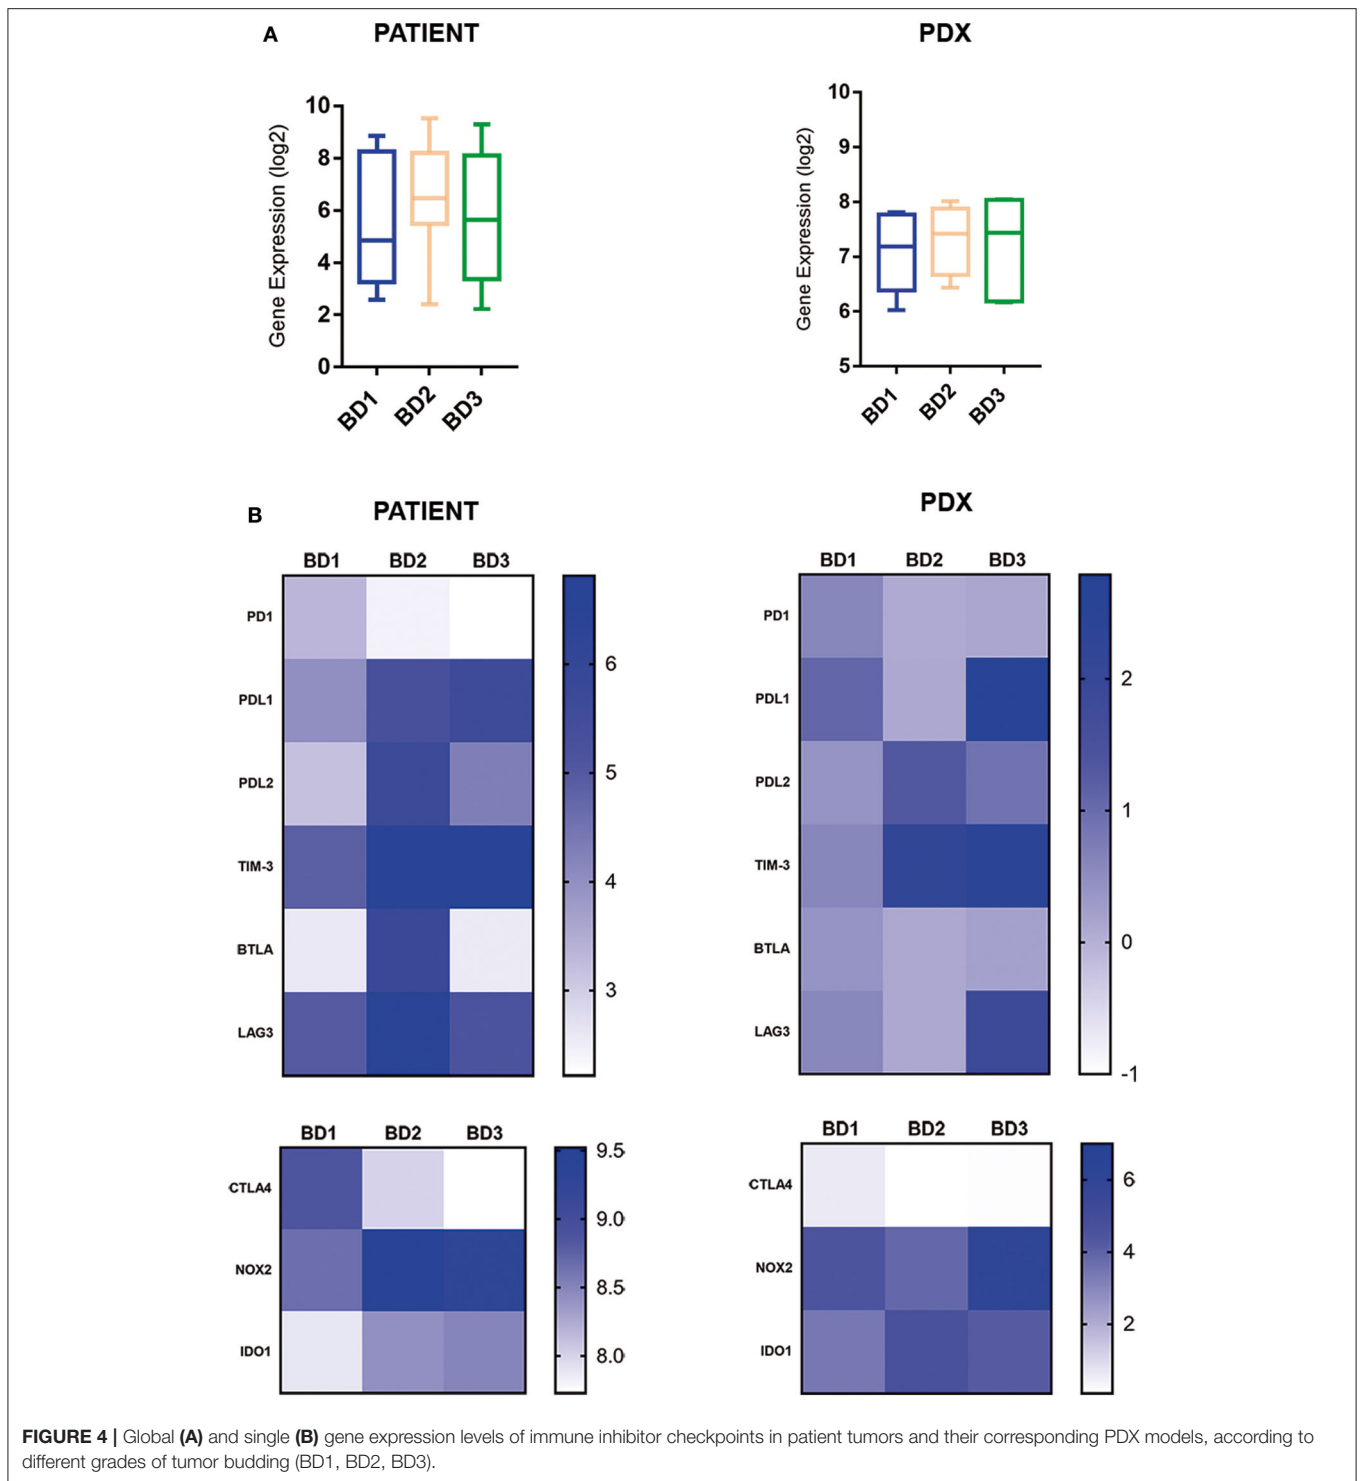 A PATIENT PDX
Gene Expression (log2)
10
8
6
4
2
0
BD1 BD2 BD3
Gene Expression (log2)
10
9
8
7
6
5
BD1 BD2 BD3
B PATIENT PDX
BD1 BD2 BD3
PD1
PDL1
PDL2
TIM-3
BTLA
LAG3
6
5
4
3
BD1 BD2 BD3
PD1
PDL1
PDL2
TIM-3
BTLA
LAG3
2
1
0
-1
BD1 BD2 BD3
CTLA4
NOX2
IDO1
9.5
9.0
8.5
8.0
BD1 BD2 BD3
CTLA4
NOX2
IDO1
6
4
2
FIGURE 4 | Global (A) and single (B) gene expression levels of immune inhibitor checkpoints in patient tumors and their corresponding PDX models, according to
different grades of tumor budding (BD1, BD2, BD3).